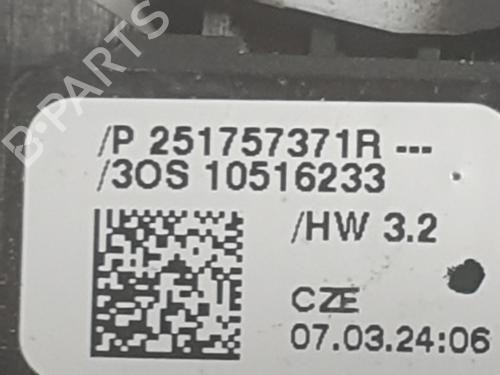 /P 251757371R ---
/3OS 10516233
/HW 3.2
CZE
07.03.24:06
B-PARTS